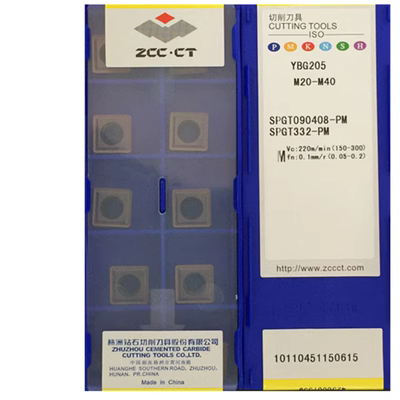 ZCC·CT
株洲钻石切削刀具股份有限公司
ZHUZHOU CEMENTED CARBIDE
CUTTING TOOLS CO.,LTD.
HUANGHE SOUTHERN ROAD, ZHUZHOU,
HUNAN, PR.CHINA
Made in China
切削刀具
CUTTING TOOLS
ISO
P M K N S H
YBG205
M20-M40
SPGT090408-PM
SPGT332-PM
M Vc:220m/min(150-300)
fn:0.1mm/r(0.05-0.2)
http://www.zccct.com
10110451150615